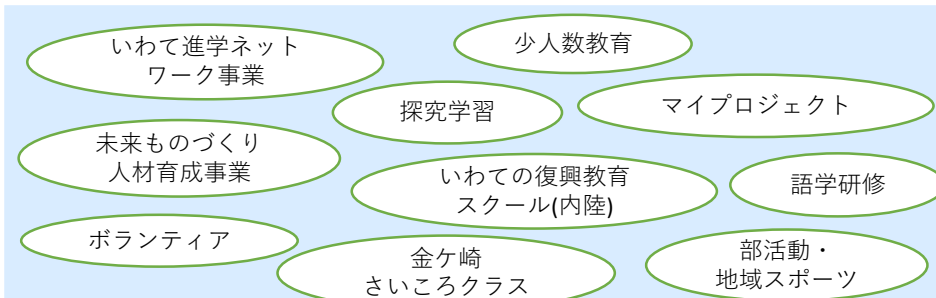 いわて進学ネット
ワーク事業
少人数教育
探究学習
マイプロジェクト
未来ものづくり
人材育成事業
いわての復興教育
スクール(内陸)
語学研修
ボランティア
金ケ崎
さいころクラス
部活動・
地域スポーツ